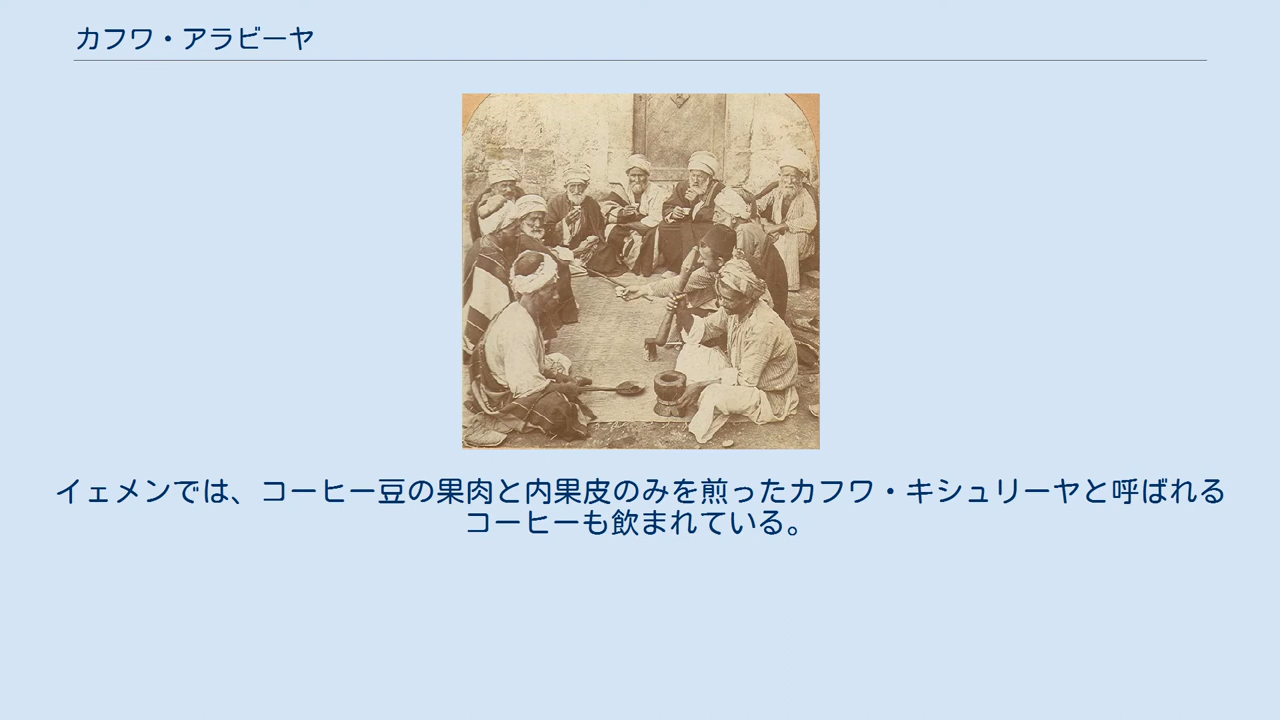 カフワ・アラビーヤ
イェメンでは、コーヒー豆の果肉と内果皮のみを煎ったカフワ・キシュリーヤと呼ばれる
コーヒーも飲まれている。